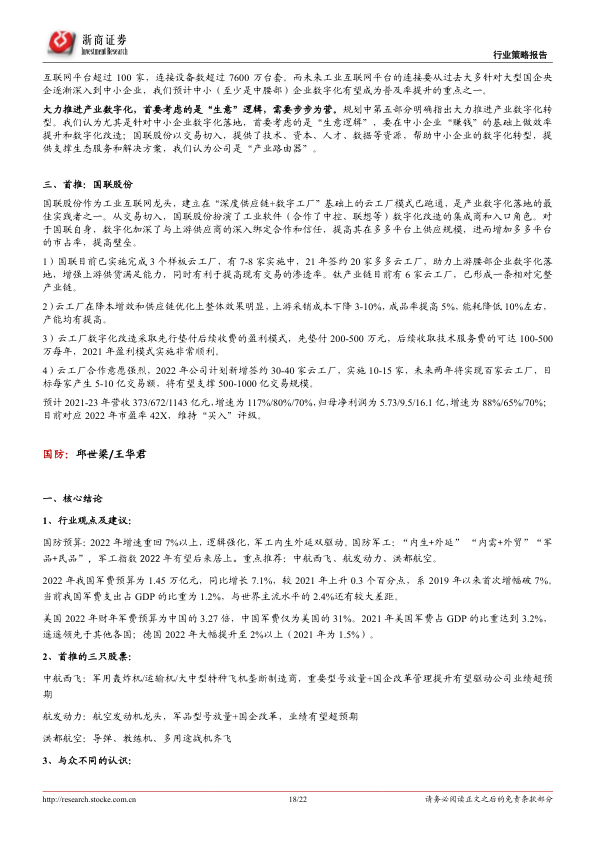 浙商证券
Investment Research
行业策略报告
互联网平台超过 100 家，连接设备数超过 7600 万台套。而未来工业互联网平台的连接要从过去大多针对大型国企央
企逐渐深入到中小企业，我们预计中小（至少是中腰部）企业数字化有望成为普及率提升的重点之一。
大力推进产业数字化，首要考虑的是“生意”逻辑，需要步步为营。规划中第五部分明确指出大力推进产业数字化转
型。我们认为尤其是针对中小企业数字化落地，首要考虑的是“生意逻辑”，要在中小企业“赚钱”的基础上做效率
提升和数字化改造；国联股份以交易切入，提供了技术、资本、人才、数据等资源，帮助中小企业的数字化转型，提
供支撑生态服务和解决方案，我们认为公司是“产业路由器”。
三、首推：国联股份
国联股份作为工业互联网龙头，建立在“深度供应链+数字工厂”基础上的云工厂模式已跑通，是产业数字化落地的最
佳实践者之一。从交易切入，国联股份扮演了工业软件（合作了中控、联想等）数字化改造的集成商和入口角色。对
于国联自身，数字化加深了与上游供应商的深入绑定合作和信任，提高其在多多平台上供应规模，进而增加多多平台
的市占率，提高壁垒。
1）国联目前已实施完成 3 个样板云工厂，有 7-8 家实施中，21 年签约 20 家多多云工厂，助力上游腰部企业数字化落
地，增强上游供货满足能力，同时有利于提高现有交易的渗透率。钛产业链目前有 6 家云工厂，已形成一条相对完整
产业链。
2）云工厂在降本增效和供应链优化上整体效果明显，上游采销成本下降 3-10%，成品率提高 5%，能耗降低 10%左右，
产能均有提高。
3）云工厂数字化改造采取先行垫付后续收费的盈利模式，先垫付 200-500 万元，后续收取技术服务费的可达 100-500
万每年，2021 年盈利模式实施非常顺利。
4）云工厂合作意愿强烈，2022 年公司计划新增签约 30-40 家云工厂，实施 10-15 家，未来两年将实现百家云工厂，目
标每家产生 5-10 亿交易额，将有望支撑 500-1000 亿交易规模。
预计 2021-23 年营收 373/672/1143 亿元，增速为 117%/80%/70%，归母净利润为 5.73/9.5/16.1 亿，增速为 88%/65%/70%；
目前对应 2022 年市盈率 42X，维持“买入”评级。
国防：邱世梁/王华君
一、核心结论
1、行业观点及建议：
国防预算：2022 年增速重回 7%以上，逻辑强化，军工内生外延双驱动。国防军工：“内生+外延” “内需+外贸”“军
品+民品”，军工指数 2022 年有望后来居上。重点推荐：中航西飞、航发动力、洪都航空。
2022 年我国军费预算为 1.45 万亿元，同比增长 7.1%，较 2021 年上升 0.3 个百分点，系 2019 年以来首次增幅破 7%。
当前我国军费支出占 GDP 的比重为 1.2%，与世界主流水平的 2.4%还有较大差距。
美国 2022 年财年军费预算为中国的 3.27 倍，中国军费仅为美国的 31%。2021 年美国军费占 GDP 的比重达到 3.2%，
遥遥领先于其他各国；德国 2022 年大幅提升至 2%以上（2021 年为 1.5%）。
2、首推的三只股票：
中航西飞：军用轰炸机/运输机/大中型特种飞机垄断制造商，重要型号放量+国企改革管理提升有望驱动公司业绩超预
期
航发动力：航空发动机龙头，军品型号放量+国企改革，业绩有望超预期
洪都航空：导弹、教练机、多用途战机齐飞
3、与众不同的认识：
http://research.stocke.com.cn
18/22
请务必阅读正文之后的免责条款部分